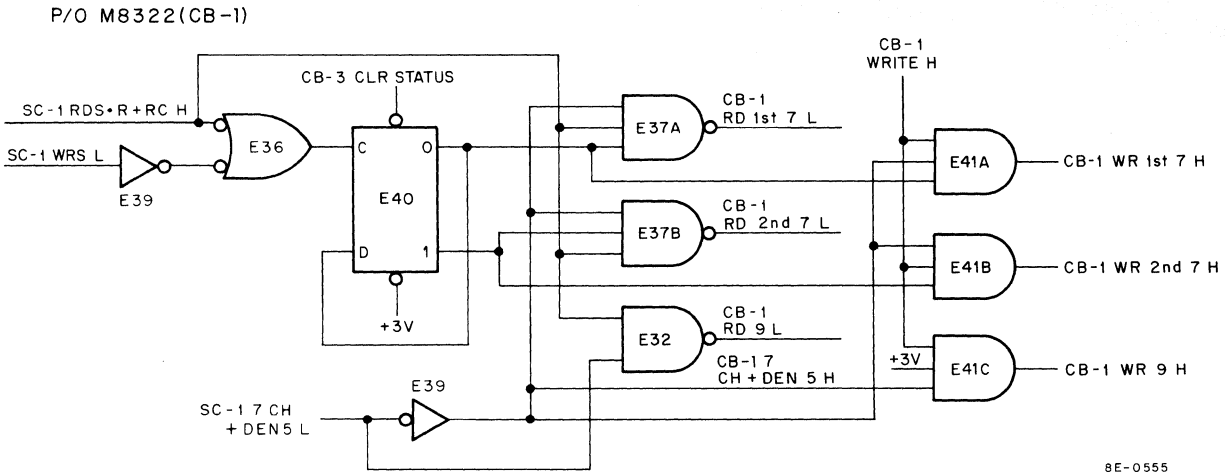 P/O M8322(CB-1)
CB-1
WRITE H
CB-3 CLR STATUS
SC-1 RDS•R+RC H
E36
SC-1 WRS L
E39
C
O
E40
D
1
+3V
E37A
CB-1
RD 1st 7 L
E37B
CB-1
RD 2nd 7 L
E32
CB-1
RD 9 L
CB-1 7
CH + DEN 5 H
E41A
CB-1 WR 1st 7 H
E41B
CB-1 WR 2nd 7 H
+3V
E41C
CB-1 WR 9 H
E39
SC-1 7 CH
+ DEN5 L
8E-0555